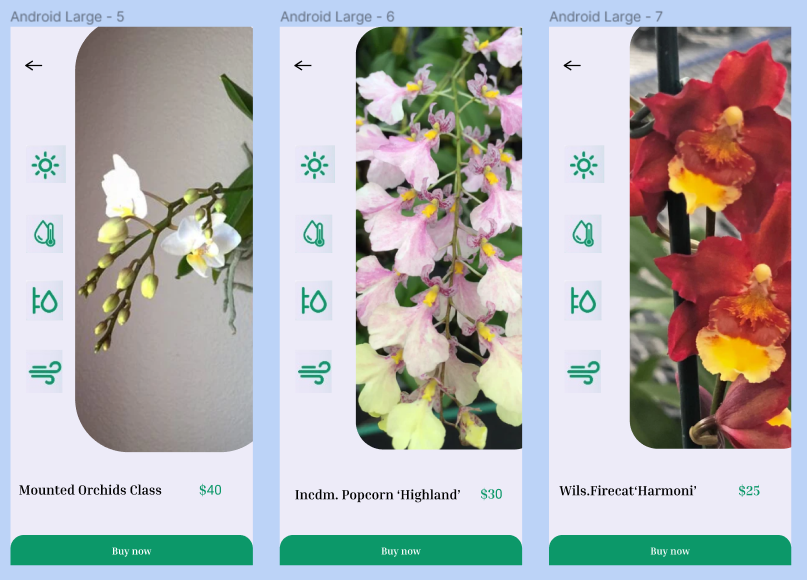 Android Large - 5
Android Large - 6
Android Large - 7
Mounted Orchids Class $40
Incdm. Popcorn ‘Highland’ $30
Wils.Firecat‘Harmoni’ $25
Buy now
Buy now
Buy now